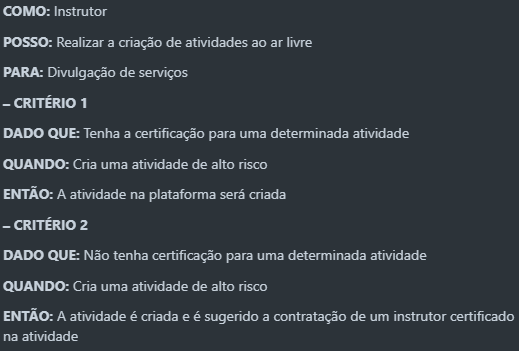 COMO: Instrutor
POSSO: Realizar a criação de atividades ao ar livre
PARA: Divulgação de serviços
– CRITÉRIO 1
DADO QUE: Tenha a certificação para uma determinada atividade
QUANDO: Cria uma atividade de alto risco
ENTÃO: A atividade na plataforma será criada
– CRITÉRIO 2
DADO QUE: Não tenha certificação para uma determinada atividade
QUANDO: Cria uma atividade de alto risco
ENTÃO: A atividade é criada e é sugerido a contratação de um instrutor certificado
na atividade